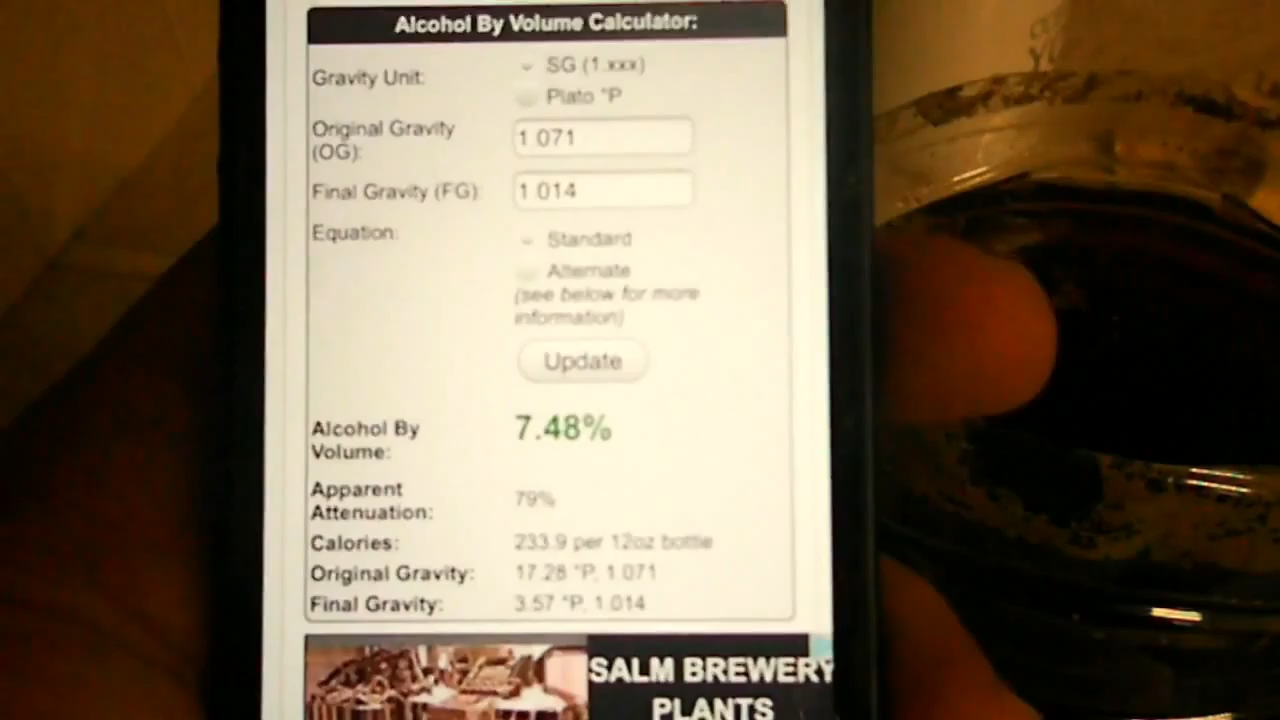 Alcohol By Volume Calculator:
Gravity Unit:
SG (1.xxx)
Plato °P
Original Gravity
(OG):
1.071
Final Gravity (FG):
1.014
Equation:
Standard
Alternate
(see below for more
information)
Update
Alcohol By
Volume:
7.48%
Apparent
Attenuation:
79%
Calories:
233.9 per 12oz bottle
Original Gravity:
17.28 °P, 1.071
Final Gravity:
3.57 °P, 1.014
SALM BREWERY
PLANTS